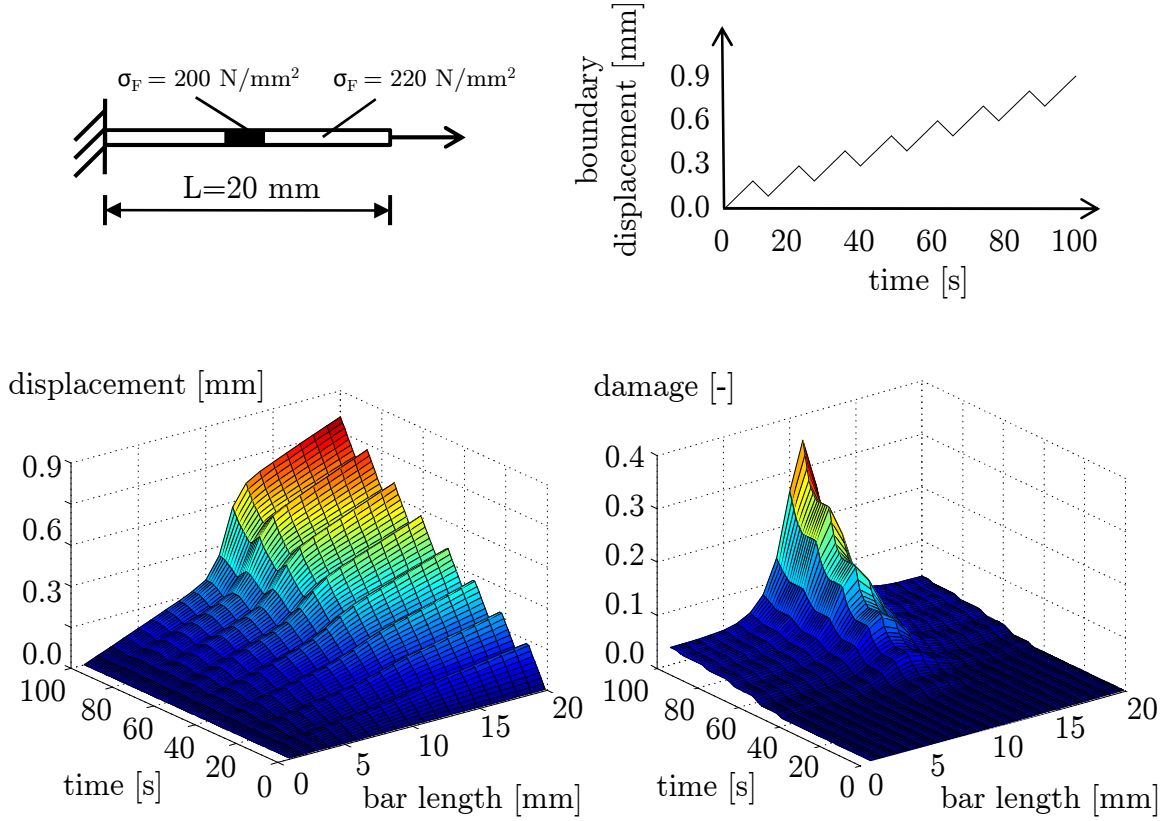 σF = 200 N/mm²
σF = 220 N/mm²
L=20 mm
boundary
displacement [mm]
0.9
0.6
0.3
0.0
0 20 40 60 80 100
time [s]
displacement [mm]
0.9
0.6
0.3
0.0
100
80
60
40
20
0
0
5
10
15
20
time [s]
bar length [mm]
damage [-]
0.4
0.3
0.2
0.1
0.0
100
80
60
40
20
0
0
5
10
15
20
time [s]
bar length [mm]